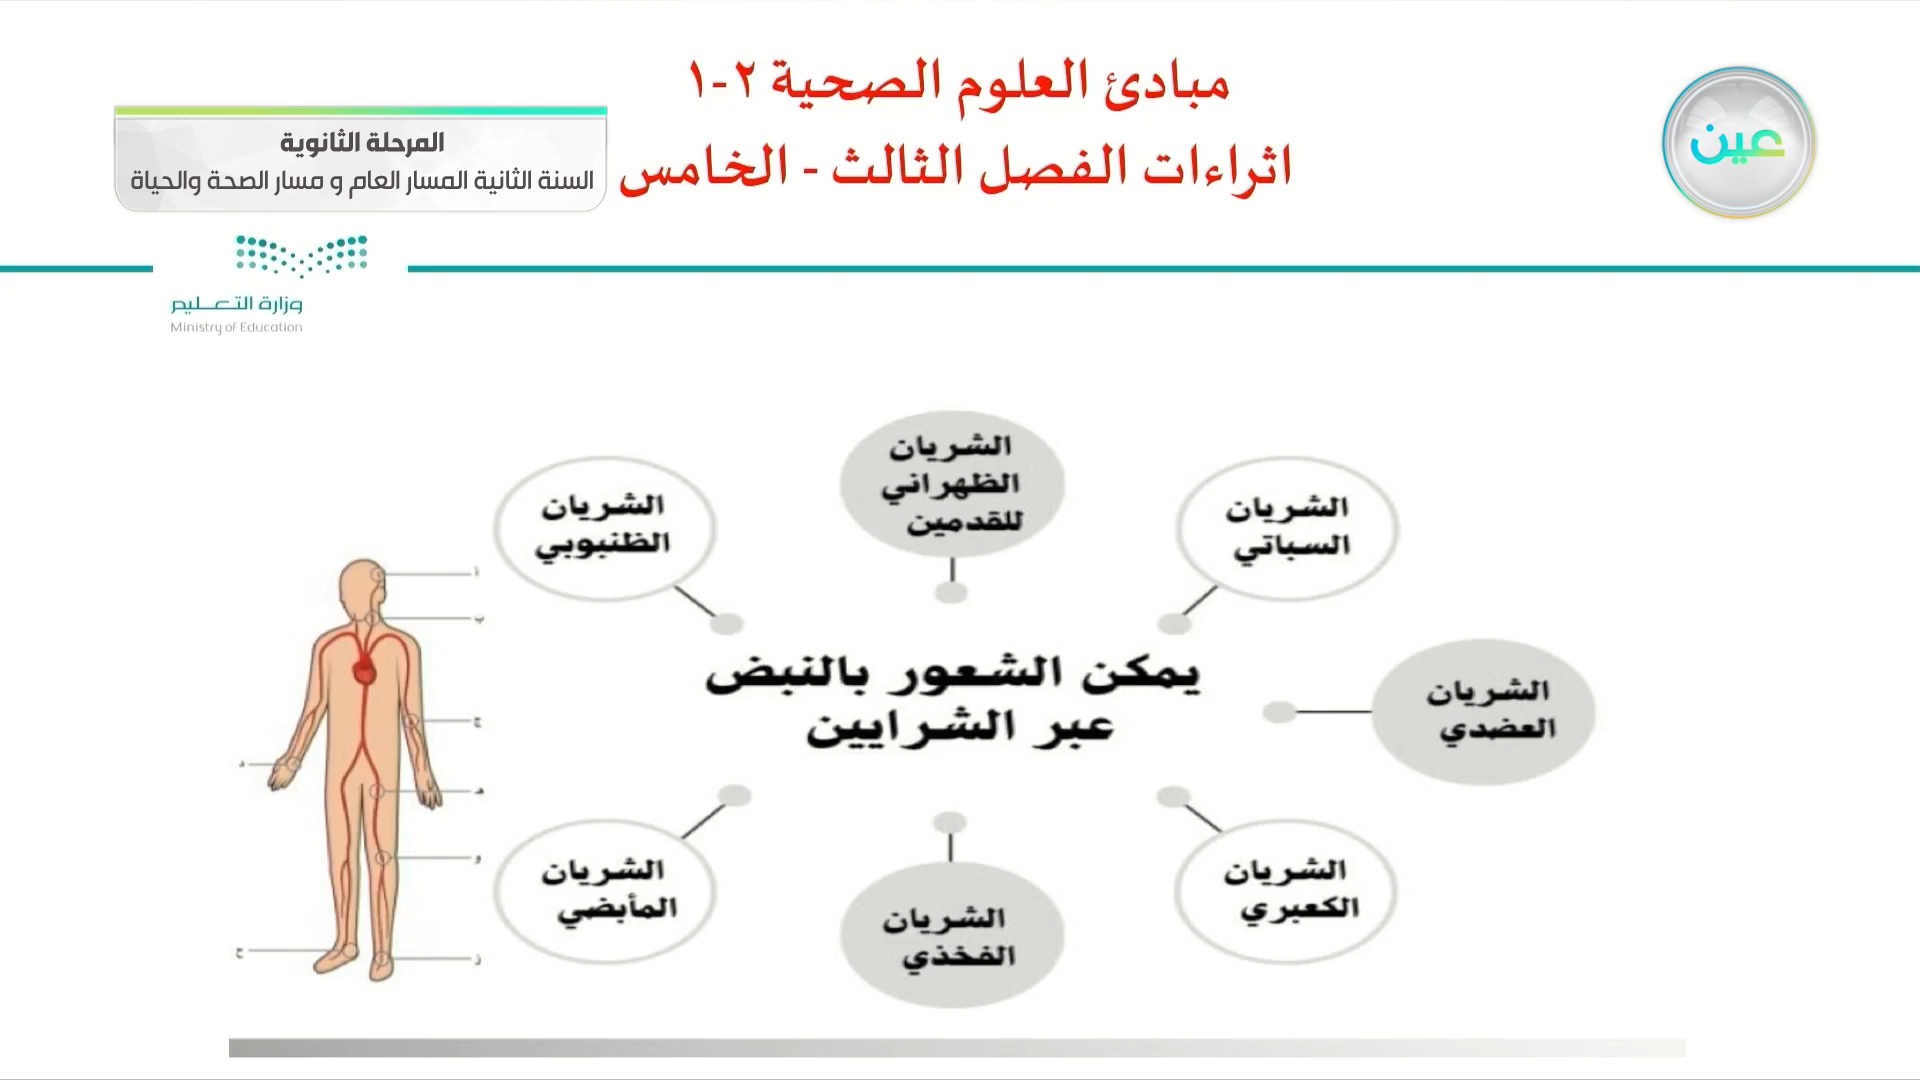 مبادئ العلوم الصحية ٢-١
اثراءات الفصل الثالث - الخامس
عين
المرحلة الثانوية
السنة الثانية المسار العام و مسار الصحة والحياة
وزارة التعليم
Ministry of Education
الشريان
الظهراني
للقدمين
الشريان
السباتي
الشريان
العضدي
الشريان
الكعبري
الشريان
الفخذي
الشريان
المأبضي
الشريان
الظنبوبي
يمكن الشعور بالنبض
عبر الشرايين
أ
ب
ج
د
هـ
و
ز
ح